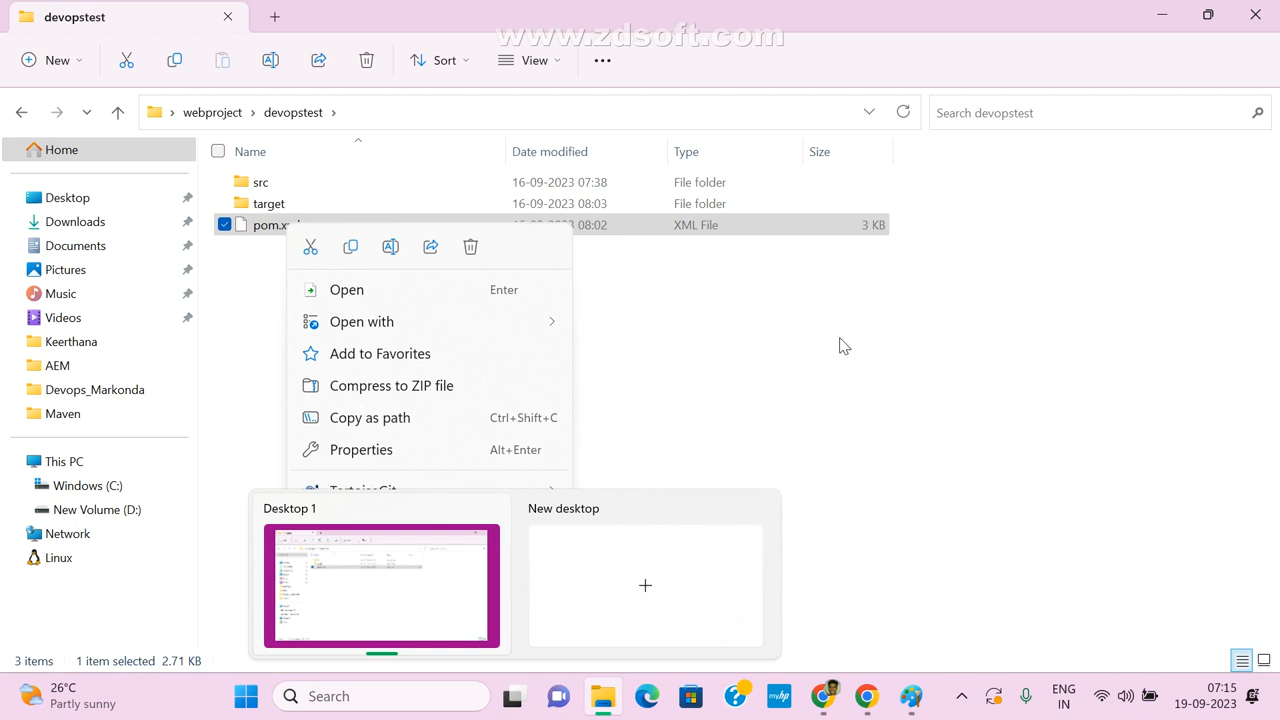 devopstest
www.zdsoft.com
New
Sort
View
webproject
devopstest
Search devopstest
Home
Name
Date modified
Type
Size
src
16-09-2023 07:38
File folder
target
16-09-2023 08:03
File folder
08:02
XML File
3 KB
Desktop
Downloads
Documents
Pictures
Music
Videos
Keerthana
AEM
Devops_Markonda
Maven
This PC
Windows (C:)
New Volume (D:)
Network
Linux
Open
Enter
Open with
Add to Favorites
Compress to ZIP file
Copy as path
Ctrl+Shift+C
Properties
Alt+Enter
TortoiseGit
Desktop 1
New desktop
3 items
1 item selected 2.71 KB
26°C
Search
myhp
ENG
IN
07:15
19-09-2023